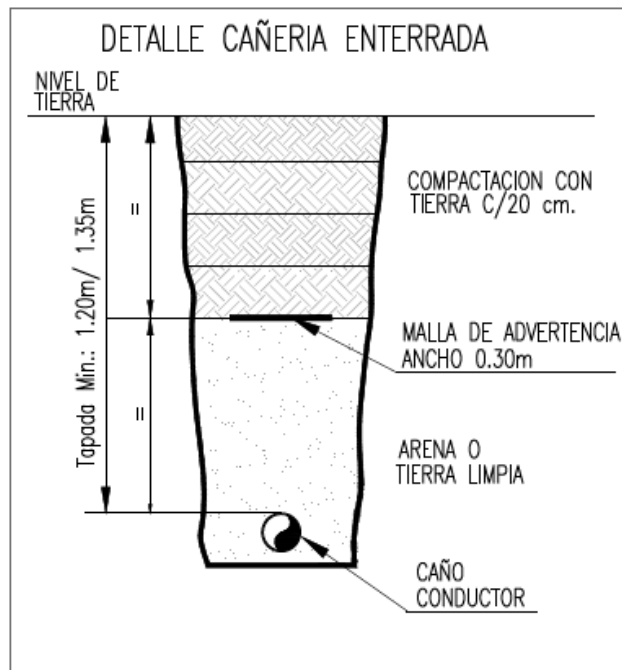 DETALLE CAÑERIA ENTERRADA
NIVEL DE
TIERRA
COMPACTACION CON
TIERRA C/20 cm.
=
Tapada Min.: 1.20m/ 1.35m
MALLA DE ADVERTENCIA
ANCHO 0.30m
=
ARENA O
TIERRA LIMPIA
CAÑO
CONDUCTOR